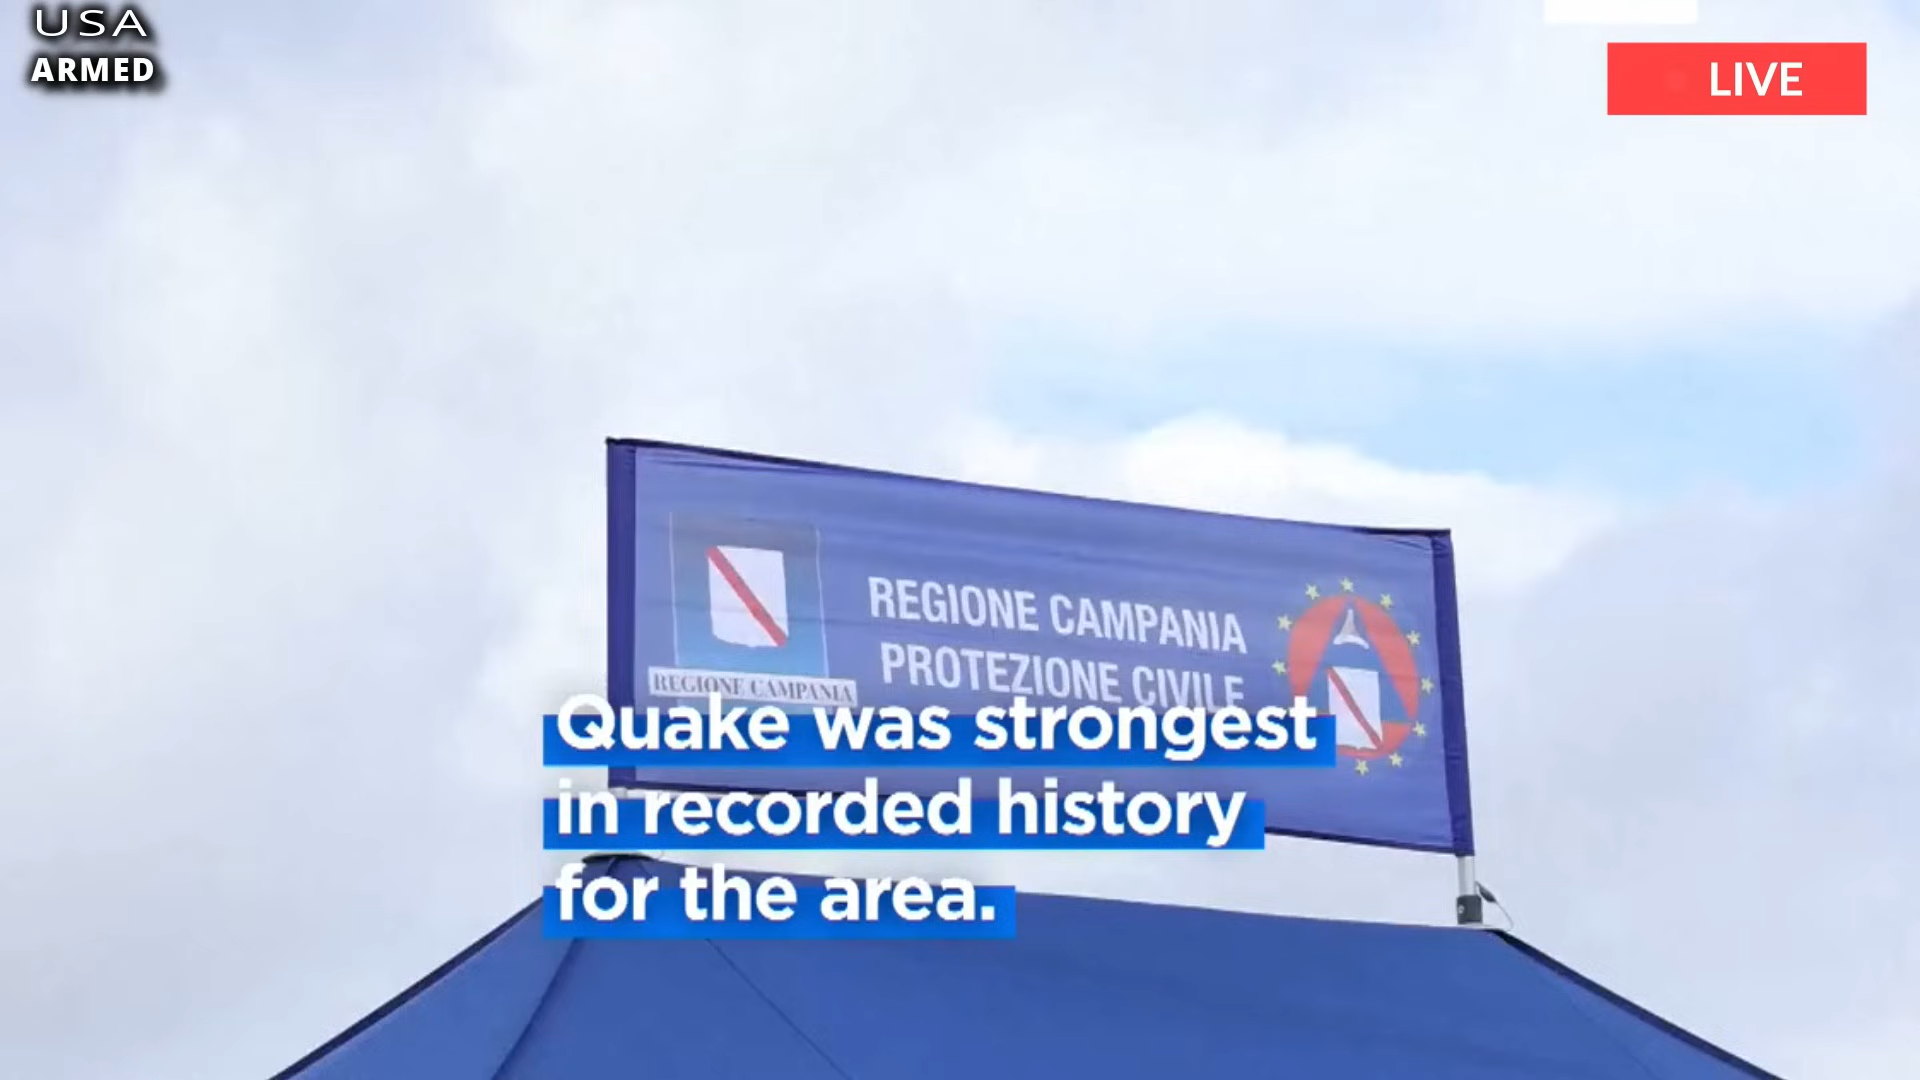 USA
ARMED
LIVE
REGIONE CAMPANIA
PROTEZIONE CIVILE
REGIONE CAMPANIA
Quake was strongest
in recorded history
for the area.